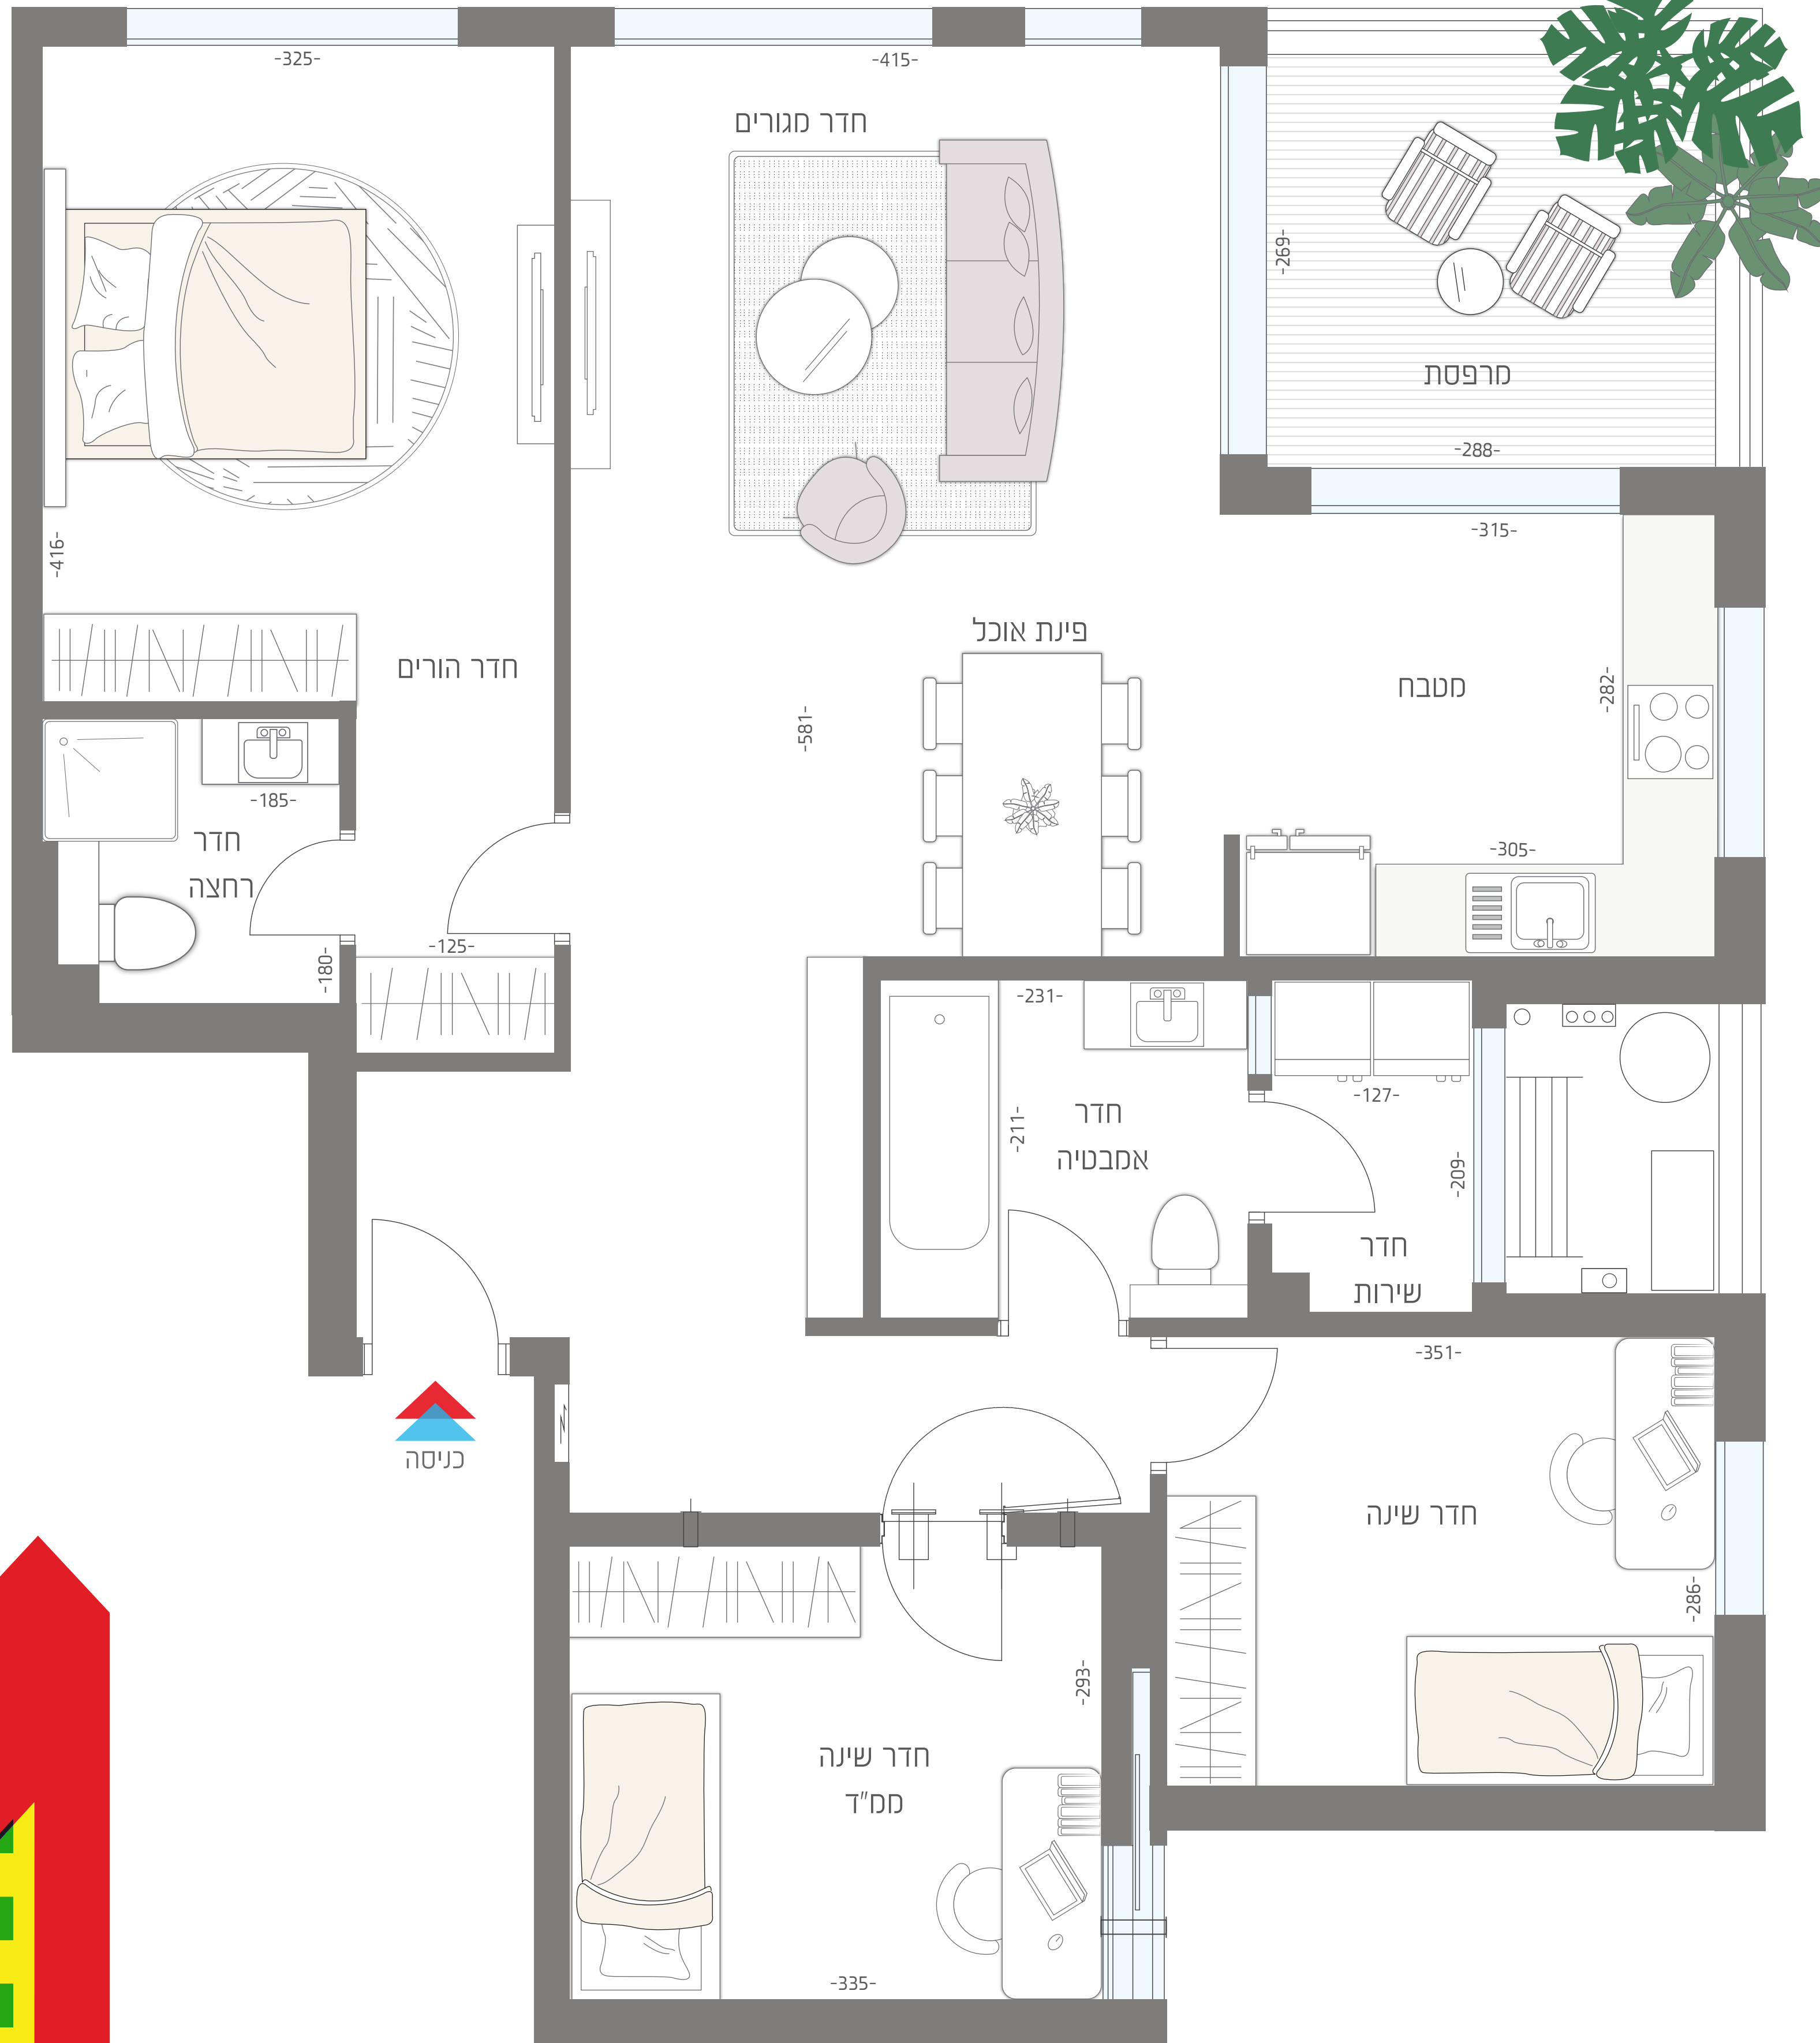 -325-
-415-
חדר מגורים
-269-
מרפסת
-288-
-416-
-315-
פינת אוכל
חדר הורים
-581-
-282-
מטבח
-185-
חדר
רחצה
-305-
-125-
-180-
-231-
-127-
-211-
חדר
אמבטיה
-209-
חדר
שירות
-351-
כניסה
חדר שינה
-286-
-293-
חדר שינה
ממ"ד
-335-